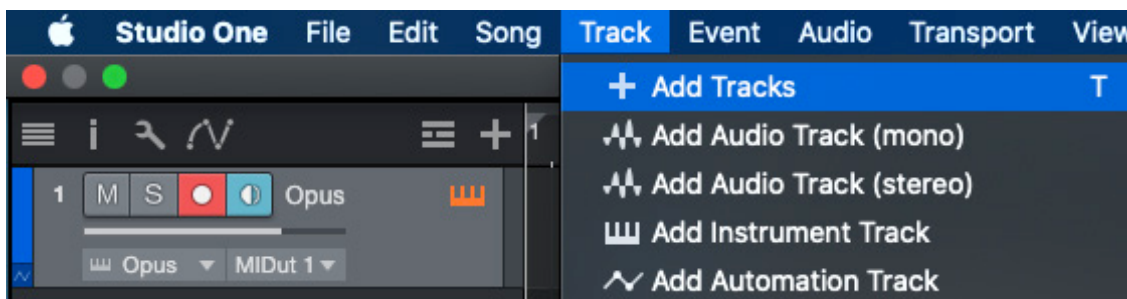 Studio One File Edit Song Track Event Audio Transport View
Add Tracks T
i 1
Add Audio Track (mono)
1 M S Opus
Add Audio Track (stereo)
Add Instrument Track
Opus MIDut 1
Add Automation Track